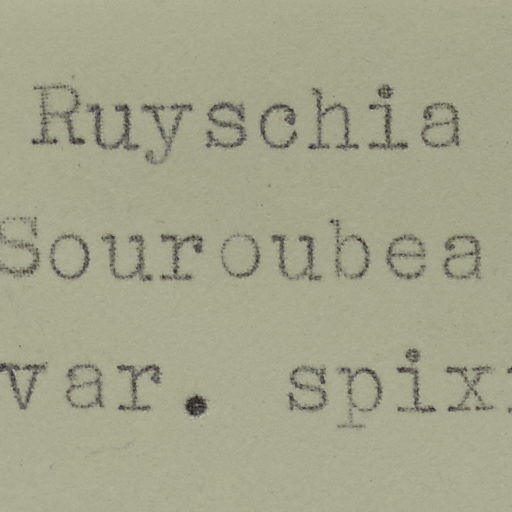 Ruyschia
Souroubea
var. spix